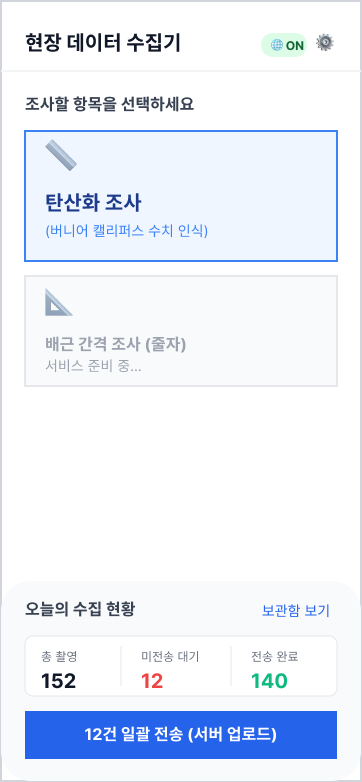 현장 데이터 수집기
ON
조사할 항목을 선택하세요
탄산화 조사
(버니어 캘리퍼스 수치 인식)
배근 간격 조사 (줄자)
서비스 준비 중...
오늘의 수집 현황
보관함 보기
총 촬영
미전송 대기
전송 완료
152
12
140
12건 일괄 전송 (서버 업로드)